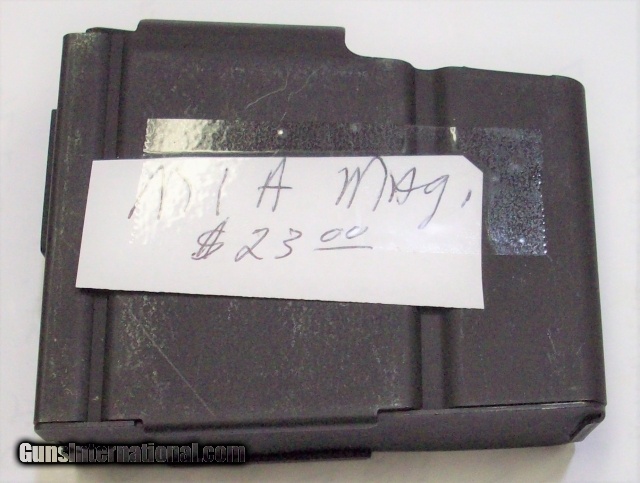 M1A MAg.
$23 00
GunsInternational.com